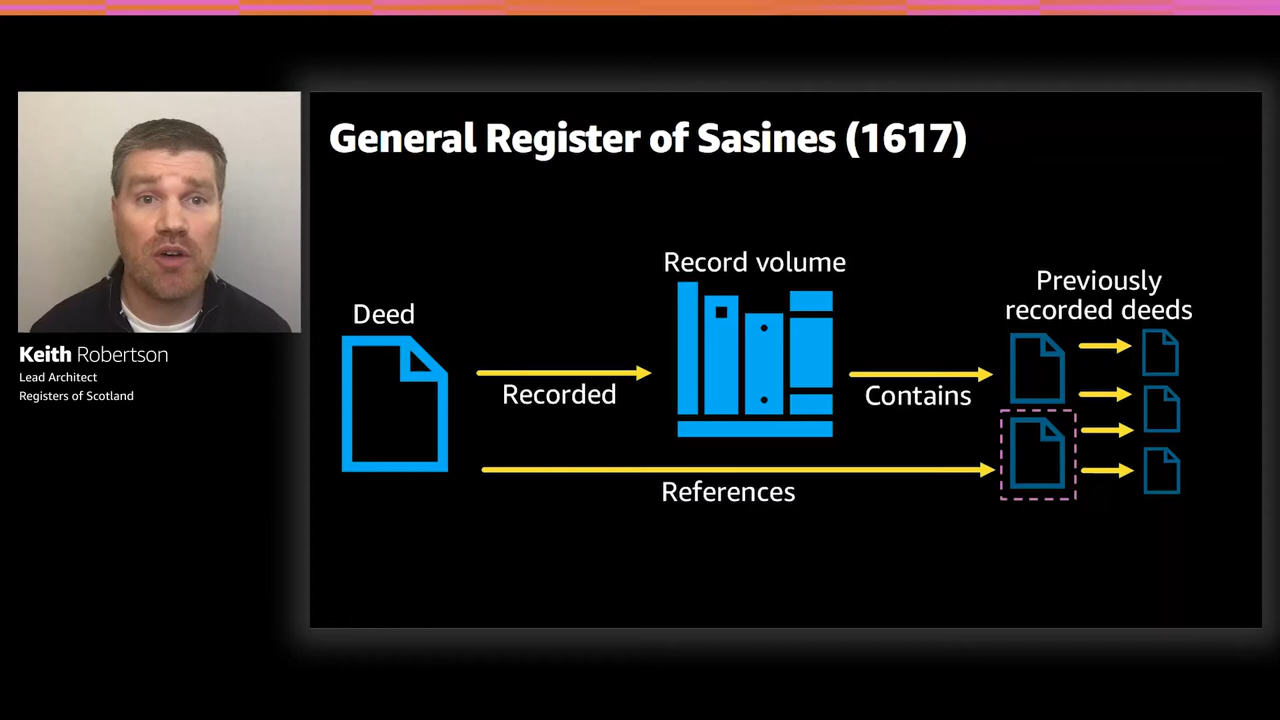 General Register of Sasines (1617)
Record volume
Previously
recorded deeds
Deed
Recorded
Contains
References
Keith Robertson
Lead Architect
Registers of Scotland